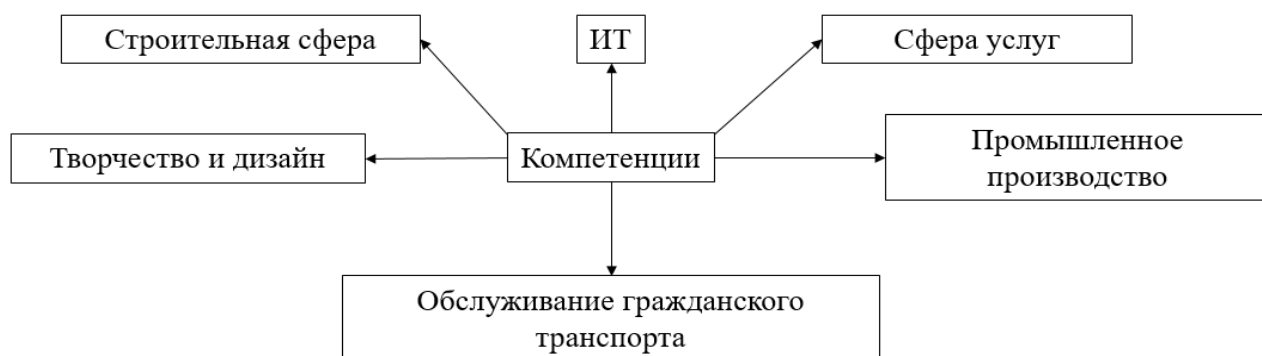 Строительная сфера
ИТ
Сфера услуг
Творчество и дизайн
Компетенции
Промышленное
производство
Обслуживание гражданского
транспорта